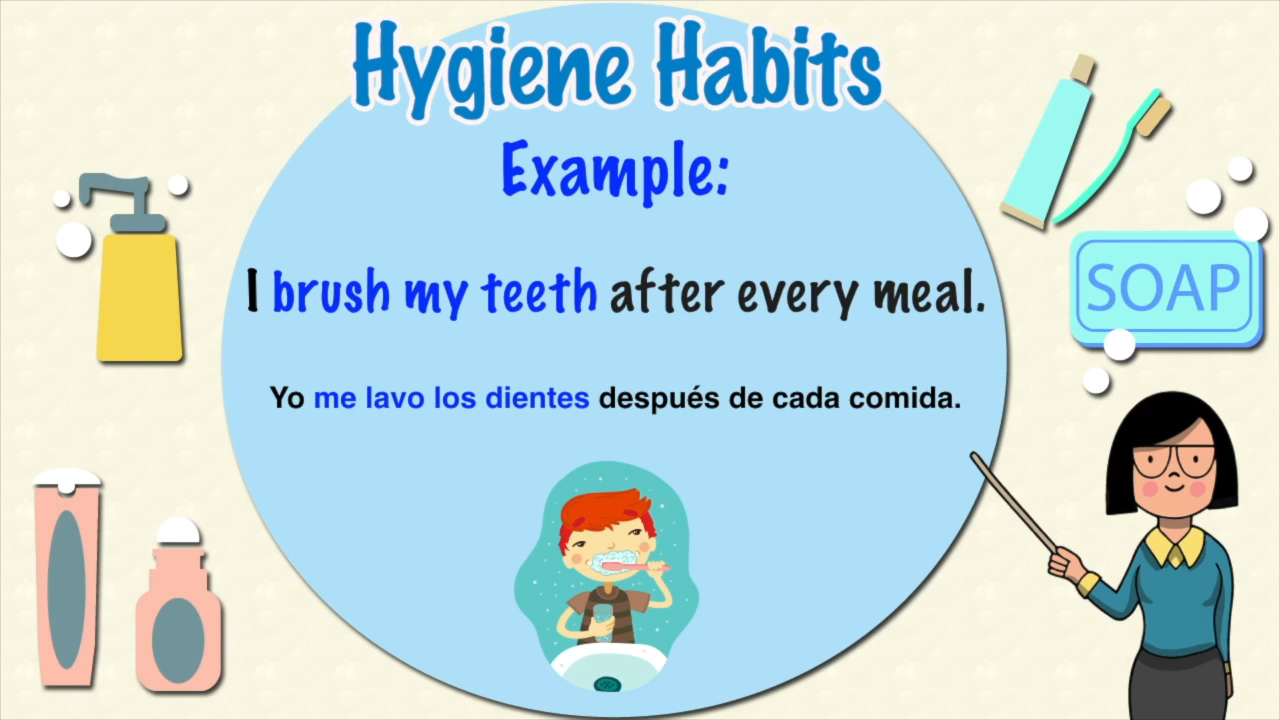 Hygiene Habits
Example:
I brush my teeth after every meal.
Yo me lavo los dientes después de cada comida.
SOAP